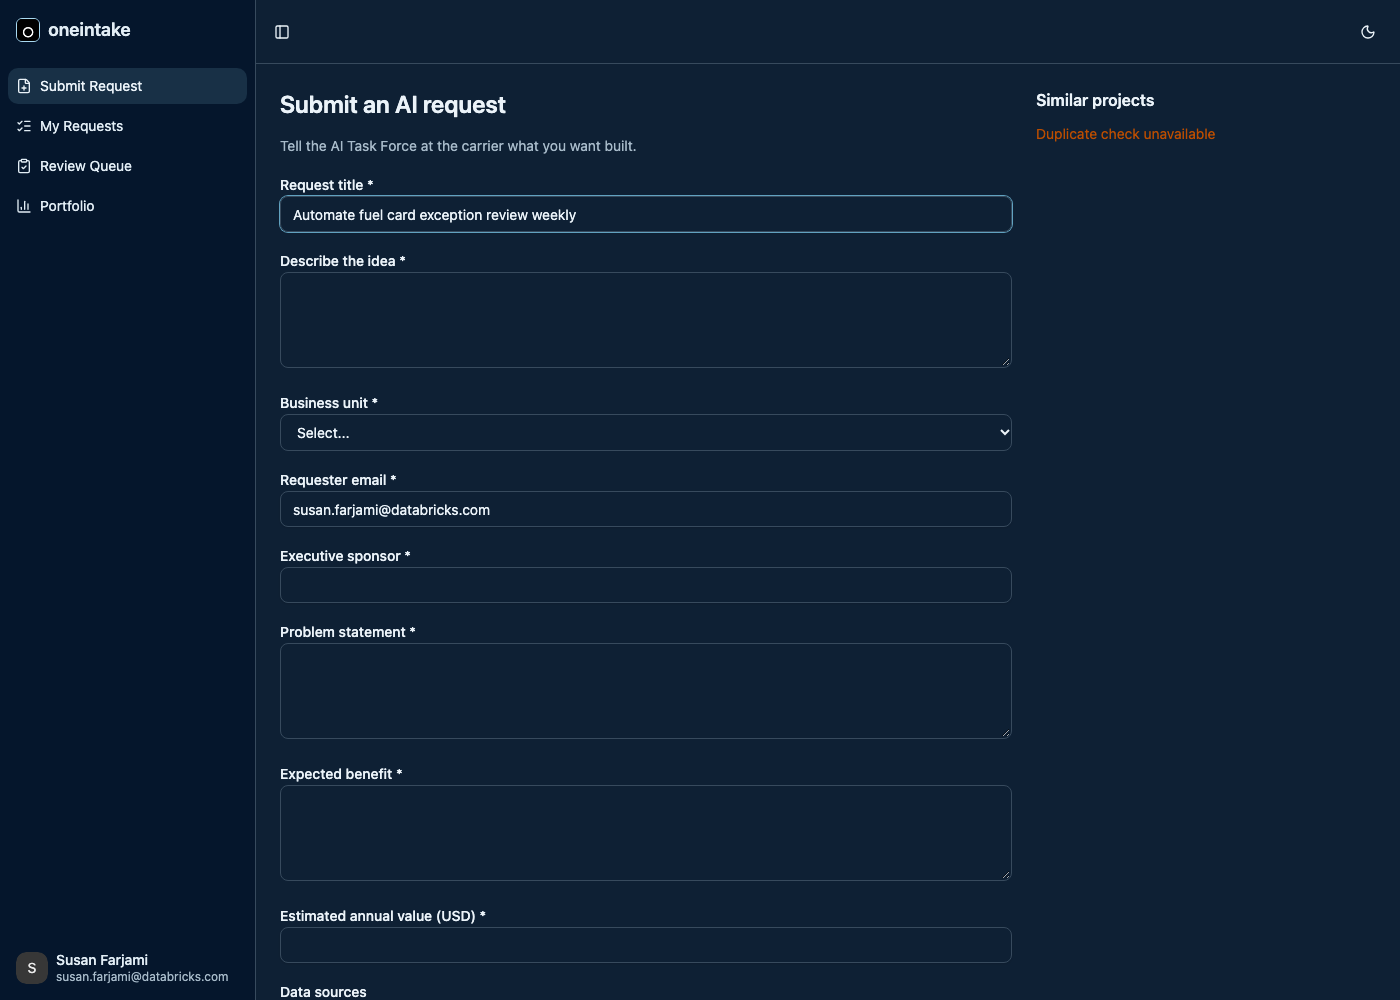 oneintake
Submit Request
My Requests
Review Queue
Portfolio
S
Susan Farjami
susan.farjami@databricks.com
Submit an AI request
Tell the AI Task Force at the carrier what you want built.
Request title *
Automate fuel card exception review weekly
Describe the idea *
Business unit *
Select...
Requester email *
susan.farjami@databricks.com
Executive sponsor *
Problem statement *
Expected benefit *
Estimated annual value (USD) *
Data sources
Similar projects
Duplicate check unavailable